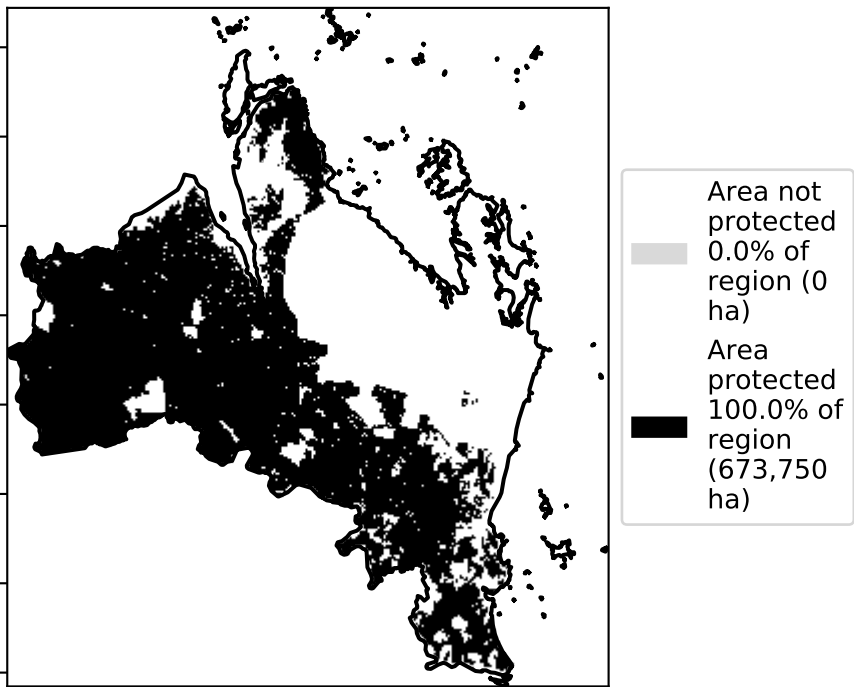 Area not
protected
0.0% of
region (0
ha)
Area
protected
100.0% of
region
(673,750
ha)